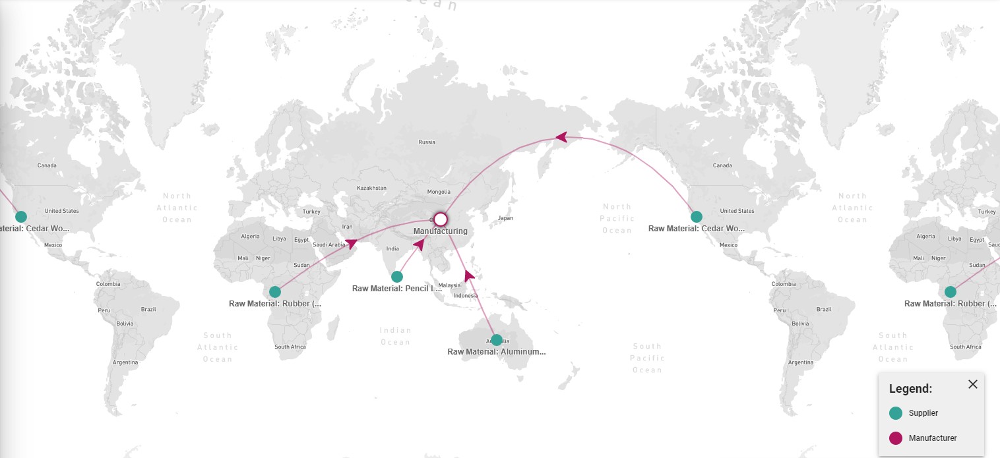 c a n
Russia
Canada
Canada
Kazakhstan
Mongolia
North
Atlantic
Ocean
North
Atlantic
Ocean
North
Pacific
Ocean
United States
United States
Turkey
Turkey
Japan
Iran
Manufacturing
aterial: Cedar Wo...
Raw Material: Cedar Wo...
Mexico
Mexico
Algeria
Libya
Egypt
Saudi Arabia
Algeria
Libya
Egypt
Mali
Niger
Sudan
India
Mali
Niger
Sudan
Colombia
Colombia
Malaysia
Raw Material: Pencil L...
Indonesia
Raw Material: Rubber (...
Raw Material: Rubber (...
Peru
Brazil
Peru
Brazil
Bolivia
Bolivia
Indian
Ocean
South
Atlantic
Ocean
South
Atlantic
Ocean
South Africa
South Africa
South
Pacific
Ocean
Raw Material: Aluminum...
Argentina
Argentina
Legend:
Supplier
Manufacturer